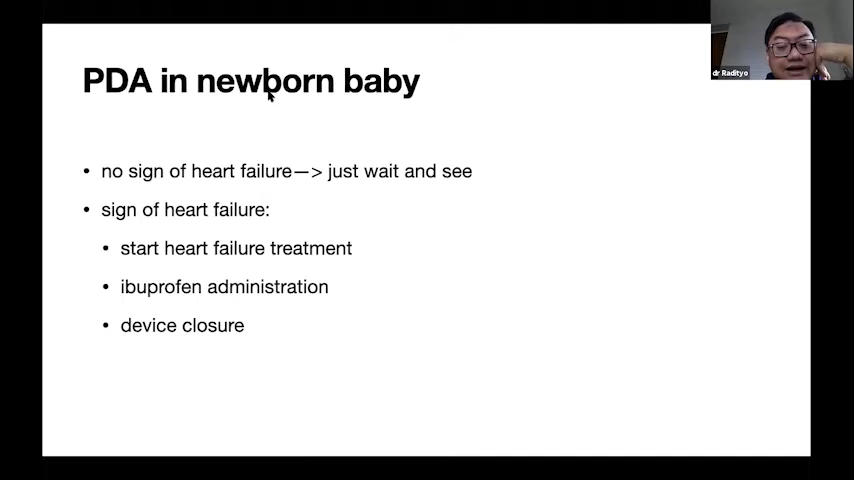 PDA in newborn baby
dr Radityo
• no sign of heart failure—> just wait and see
• sign of heart failure:
• start heart failure treatment
• ibuprofen administration
• device closure